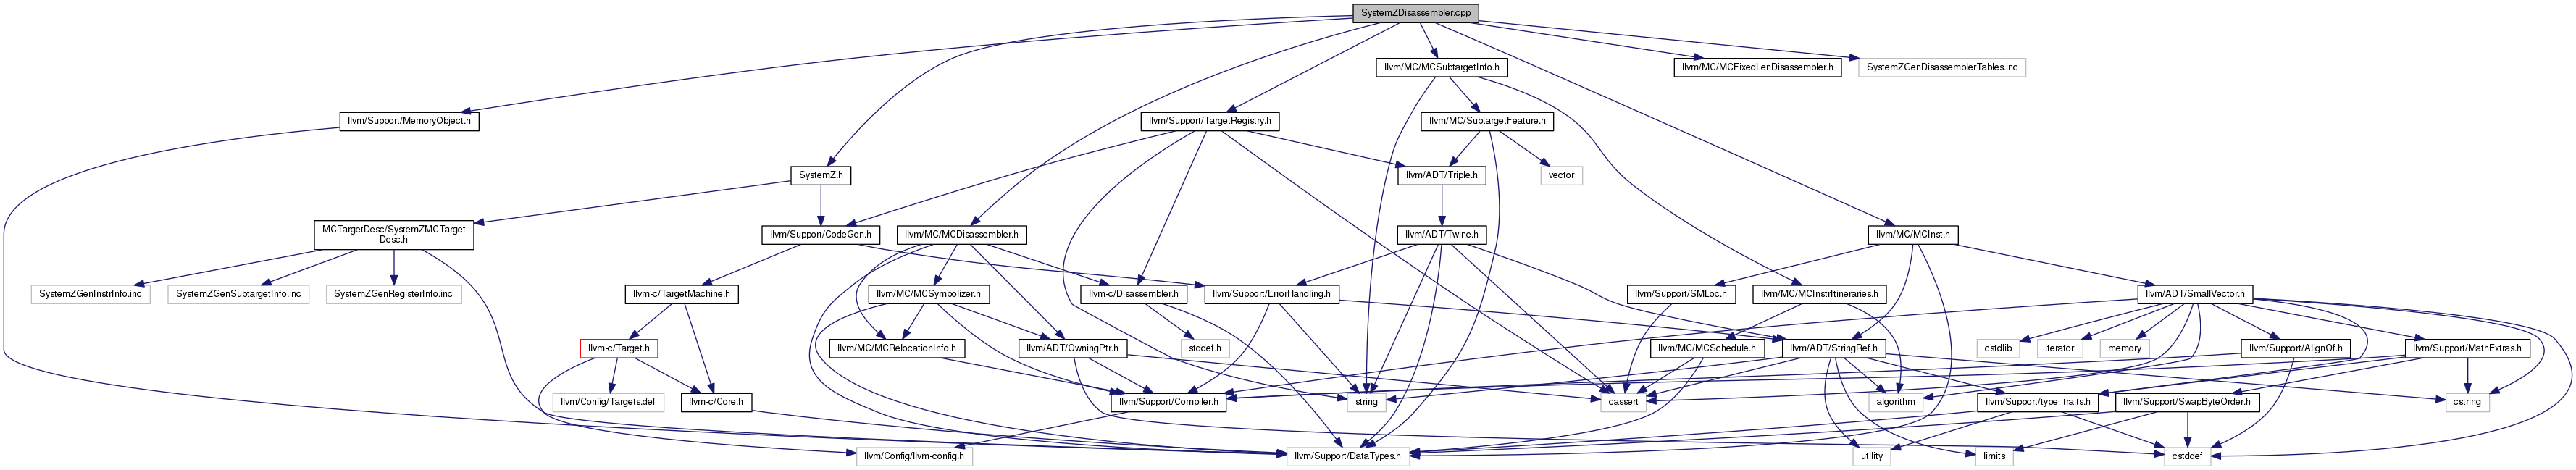 SystemZDisassembler.cpp
llvm/MC/MCSubtargetInfo.h
llvm/MC/MCFixedLenDisassembler.h
SystemZGenDisassemblerTables.inc
llvm/Support/MemoryObject.h
llvm/Support/TargetRegistry.h
llvm/MC/SubtargetFeature.h
SystemZ.h
llvm/ADT/Triple.h
vector
MCTargetDesc/SystemZMCTarget
Desc.h
llvm/Support/CodeGen.h
llvm/MC/MCDisassembler.h
llvm/ADT/Twine.h
llvm/MC/MCInst.h
SystemZGenInstrInfo.inc
SystemZGenSubtargetInfo.inc
SystemZGenRegisterInfo.inc
llvm-c/TargetMachine.h
llvm/MC/MCSymbolizer.h
llvm-c/Disassembler.h
llvm/Support/ErrorHandling.h
llvm/Support/SMLoc.h
llvm/MC/MCInstrItineraries.h
llvm/ADT/SmallVector.h
llvm-c/Target.h
llvm/MC/MCRelocationInfo.h
llvm/ADT/OwningPtr.h
stddef.h
llvm/MC/MCSchedule.h
llvm/ADT/StringRef.h
cstdlib
iterator
memory
llvm/Support/AlignOf.h
llvm/Support/MathExtras.h
llvm/Config/Targets.def
llvm-c/Core.h
llvm/Support/Compiler.h
string
cassert
algorithm
llvm/Support/type_traits.h
llvm/Support/SwapByteOrder.h
cstring
llvm/Config/llvm-config.h
llvm/Support/DataTypes.h
utility
limits
cstddef